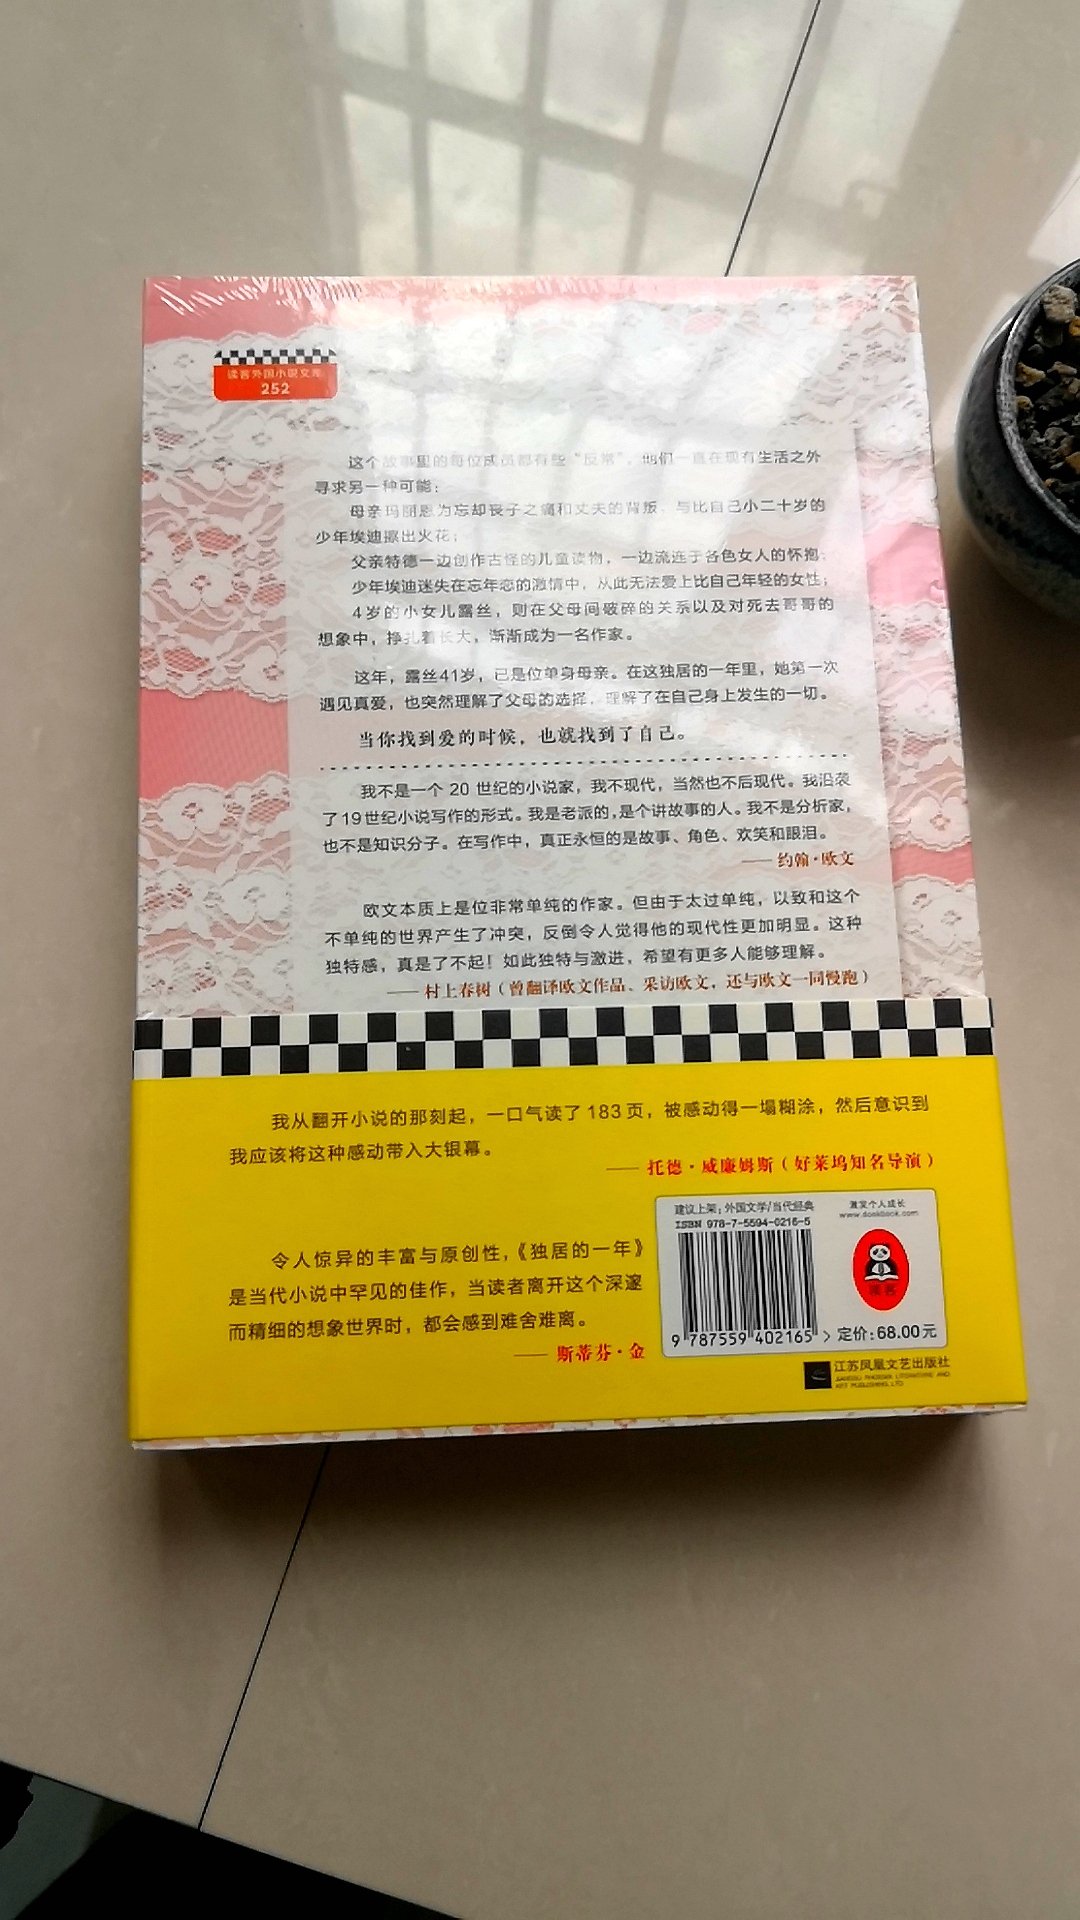 读客外国小说文库
252
这个故事里的每位成员都有些“反常”，他们一直在现有生活之外
寻求另一种可能：
母亲玛丽恩为忘却丧子之痛和丈夫的背叛，与比自己小二十岁的
少年埃迪擦出火花；
父亲特德一边创作古怪的儿童读物，一边流连于各色女人的怀抱；
少年埃迪迷失在忘年恋的激情中，从此无法爱上比自己年轻的女性；
4岁的小女儿露丝，则在父母间破碎的关系以及对死去哥哥的
想象中，挣扎着长大，渐渐成为一名作家。
这年，露丝41岁，已是位单身母亲。在这独居的一年里，她第一次
遇见真爱，也突然理解了父母的选择，理解了在自己身上发生的一切。
当你找到爱的时候，也就找到了自己。
我不是一个 20 世纪的小说家，我不现代，当然也不后现代。我沿袭
了19世纪小说写作的形式。我是老派的，是个讲故事的人。我不是分析家，
也不是知识分子。在写作中，真正永恒的是故事、角色、欢笑和眼泪。
——约翰·欧文
欧文本质上是位非常单纯的作家。但由于太过单纯，以致和这个
不单纯的世界产生了冲突，反倒令人觉得他的现代性更加明显。这种
独特感，真是了不起！如此独特与激进，希望有更多人能够理解。
——村上春树（曾翻译欧文作品、采访欧文，还与欧文一同慢跑）
我从翻开小说的那刻起，一口气读了183页，被感动得一塌糊涂，然后意识到
我应该将这种感动带入大银幕。
——托德·威廉姆斯（好莱坞知名导演）
令人惊异的丰富与原创性，《独居的一年》
是当代小说中罕见的佳作，当读者离开这个深邃
而精细的想象世界时，都会感到难舍难离。
——斯蒂芬·金
建议上架：外国文学/当代经典
ISBN 978-7-5594-0216-5
9 787559 402165 >
激发个人成长
www.dookbook.com
读客
定价：68.00元
江苏凤凰文艺出版社
JIANGSU PHOENIX LITERATURE AND
ART PUBLISHING, LTD